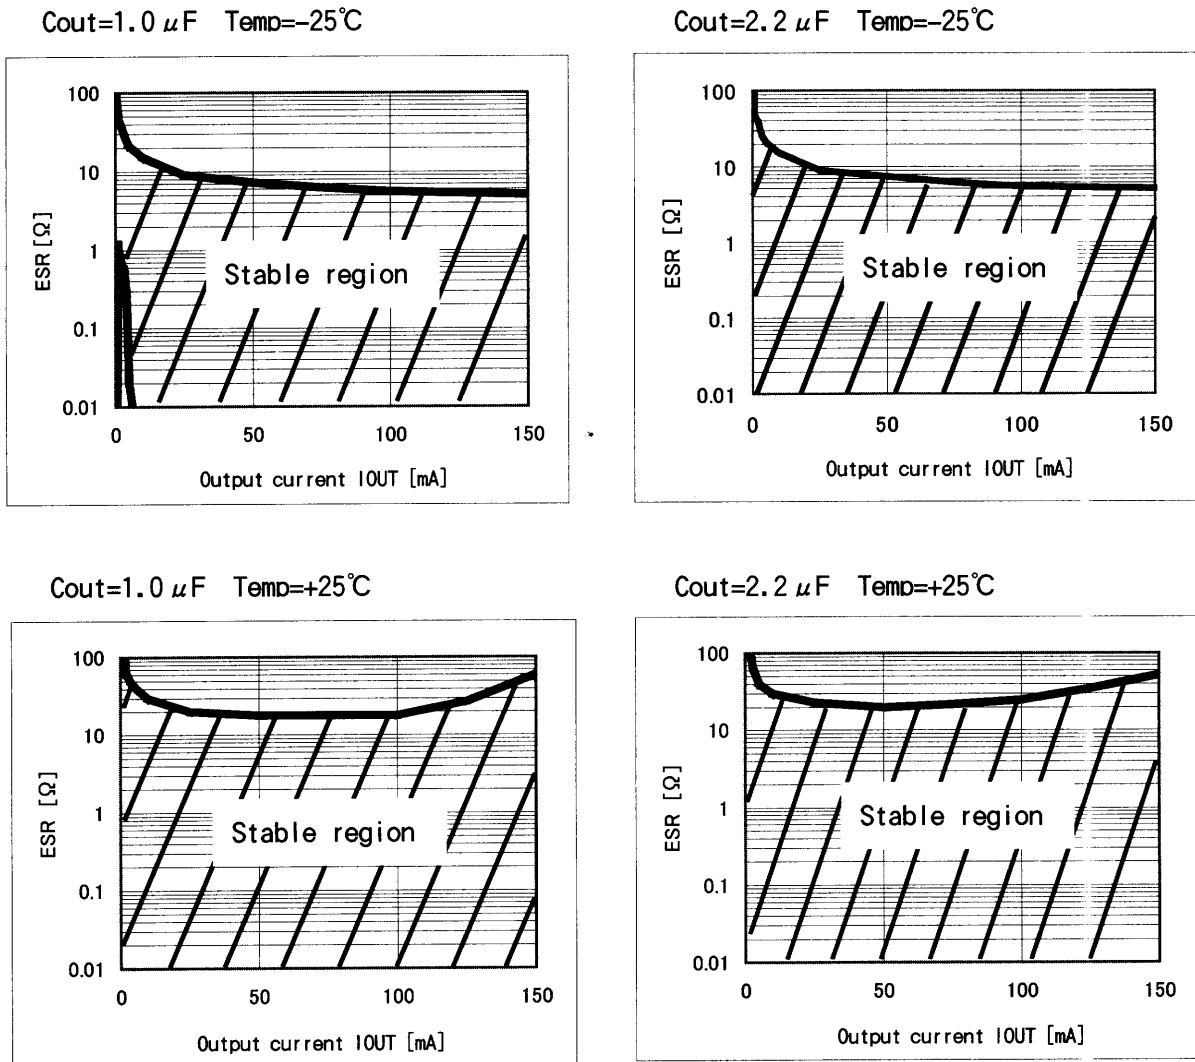 Cout=1.0 μF Temp=-25℃
100
10
1
0.1
0.01
ESR [Ω]
Stable region
0 50 100 150
Output current IOUT [mA]
Cout=2.2 μF Temp=-25℃
100
10
1
0.1
0.01
ESR [Ω]
Stable region
0 50 100 150
Output current IOUT [mA]
Cout=1.0 μF Temp=+25℃
100
10
1
0.1
0.01
ESR [Ω]
Stable region
0 50 100 150
Output current IOUT [mA]
Cout=2.2 μF Temp=+25℃
100
10
1
0.1
0.01
ESR [Ω]
Stable region
0 50 100 150
Output current IOUT [mA]